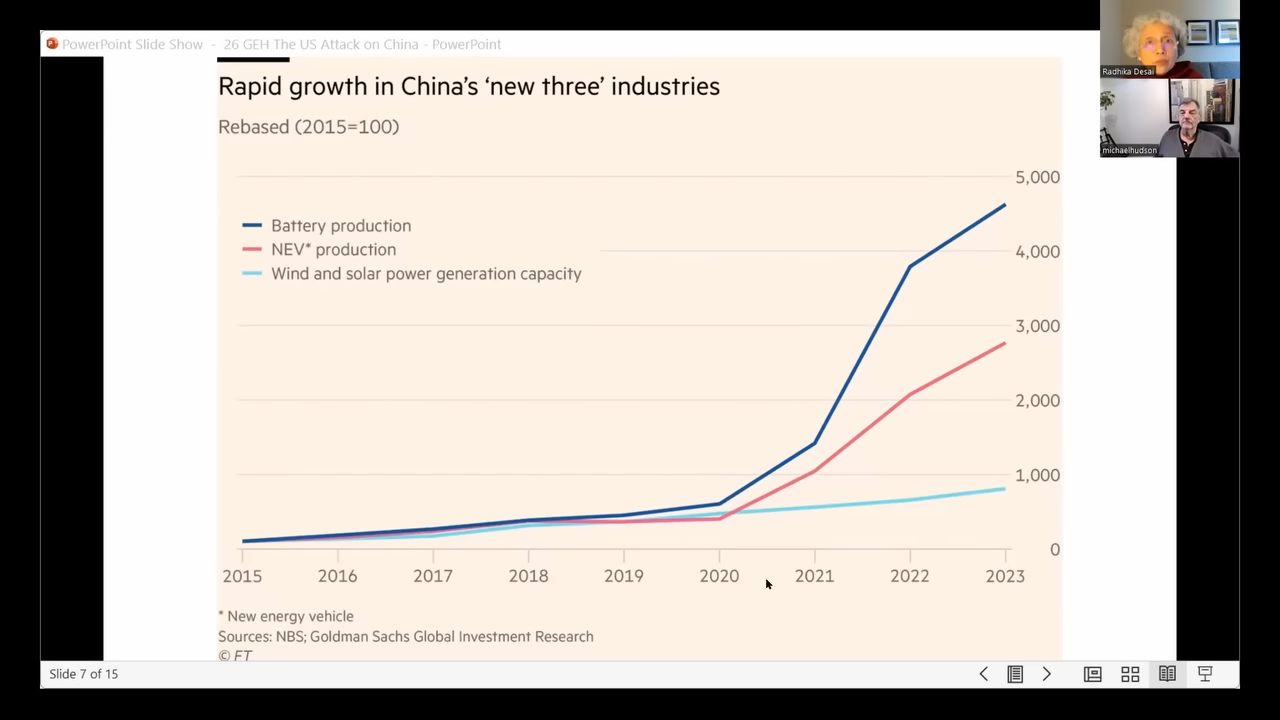 PowerPoint Slide Show - 26 GEH The US Attack on China - PowerPoint
Radhika Desai
michaelhudson
Rapid growth in China’s ‘new three’ industries
Rebased (2015=100)
Battery production
NEV* production
Wind and solar power generation capacity
5,000
4,000
3,000
2,000
1,000
0
2015 2016 2017 2018 2019 2020 2021 2022 2023
* New energy vehicle
Sources: NBS; Goldman Sachs Global Investment Research
© FT
Slide 7 of 15